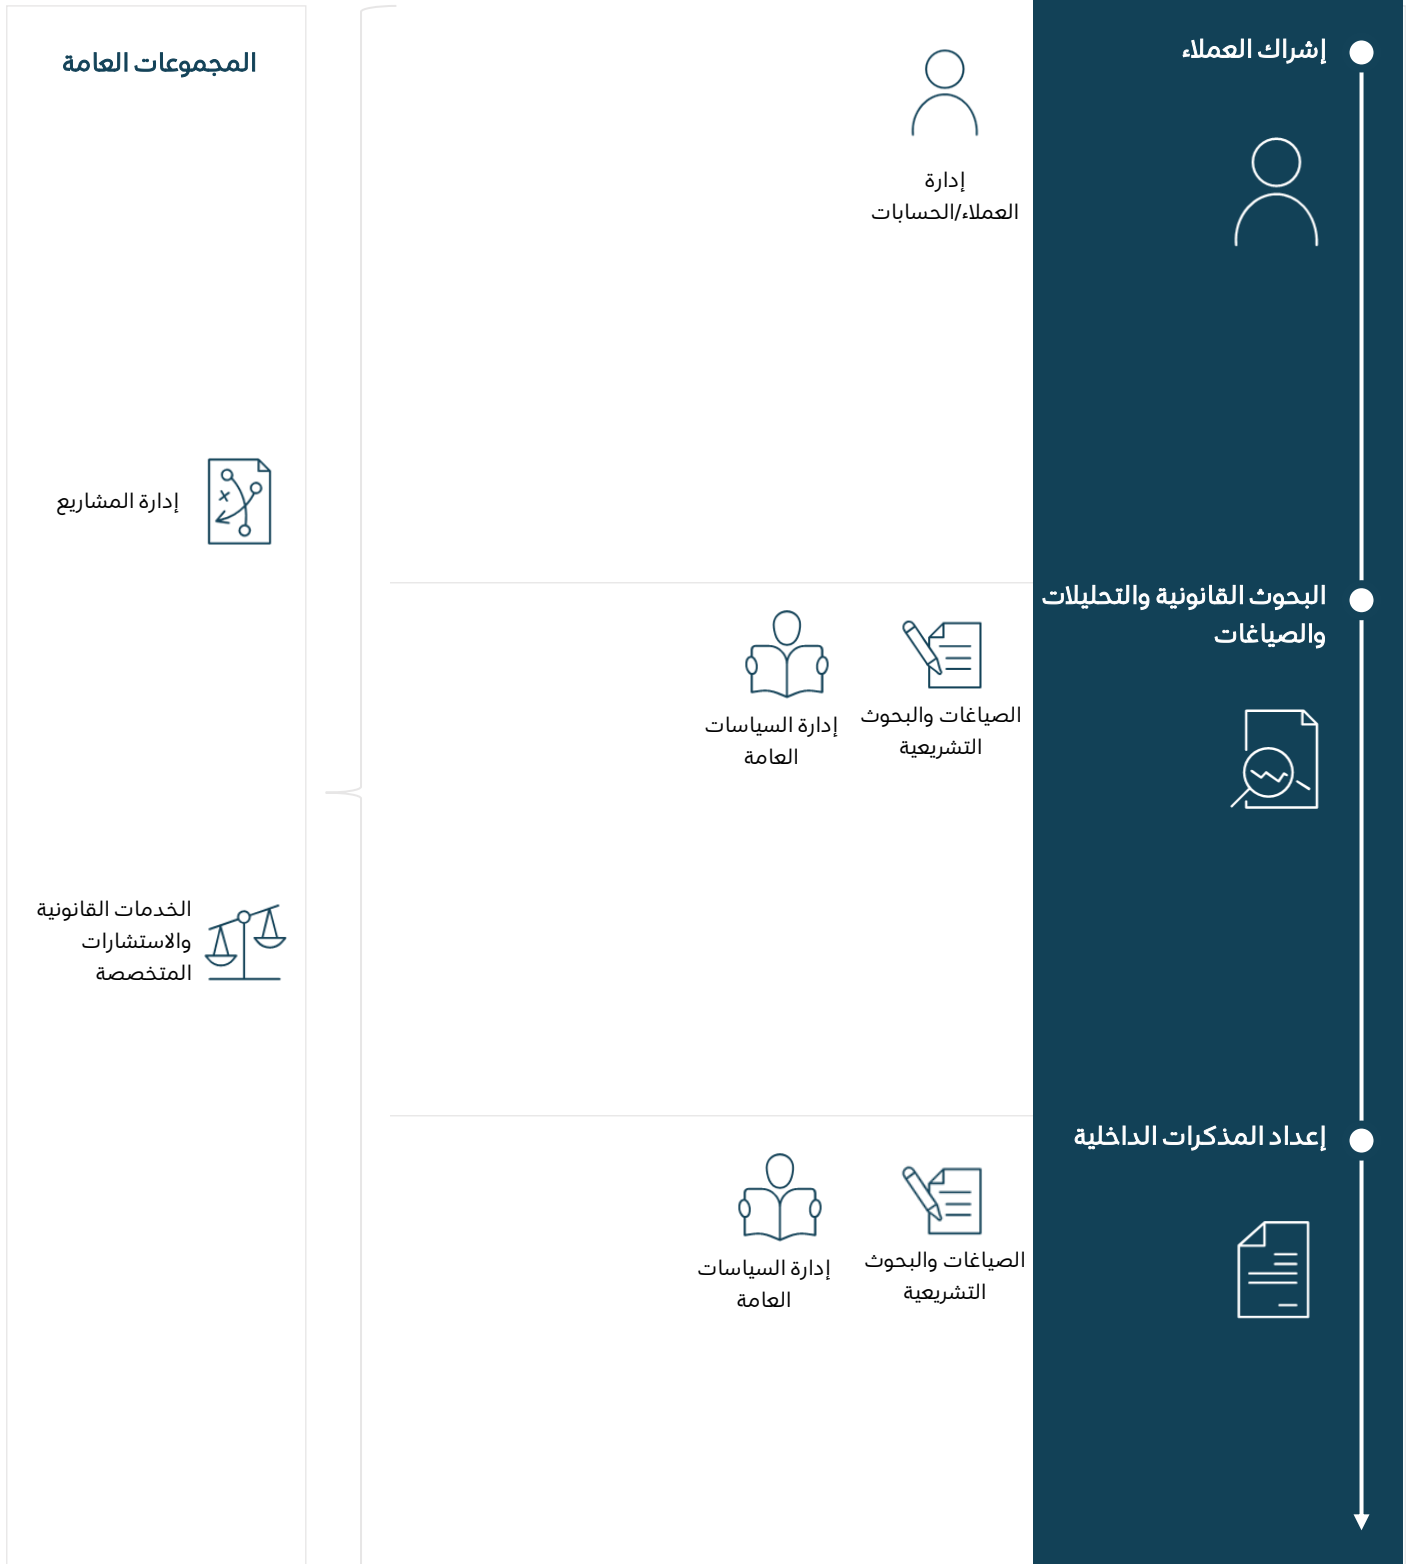 إشراك العملاء
إدارة
العملاء/الحسابات
البحوث القانونية والتحليلات
والصياغات
الصياغات والبحوث
التشريعية
إدارة السياسات
العامة
إعداد المذكرات الداخلية
الصياغات والبحوث
التشريعية
إدارة السياسات
العامة
المجموعات العامة
إدارة المشاريع
الخدمات القانونية
والاستشارات
المتخصصة